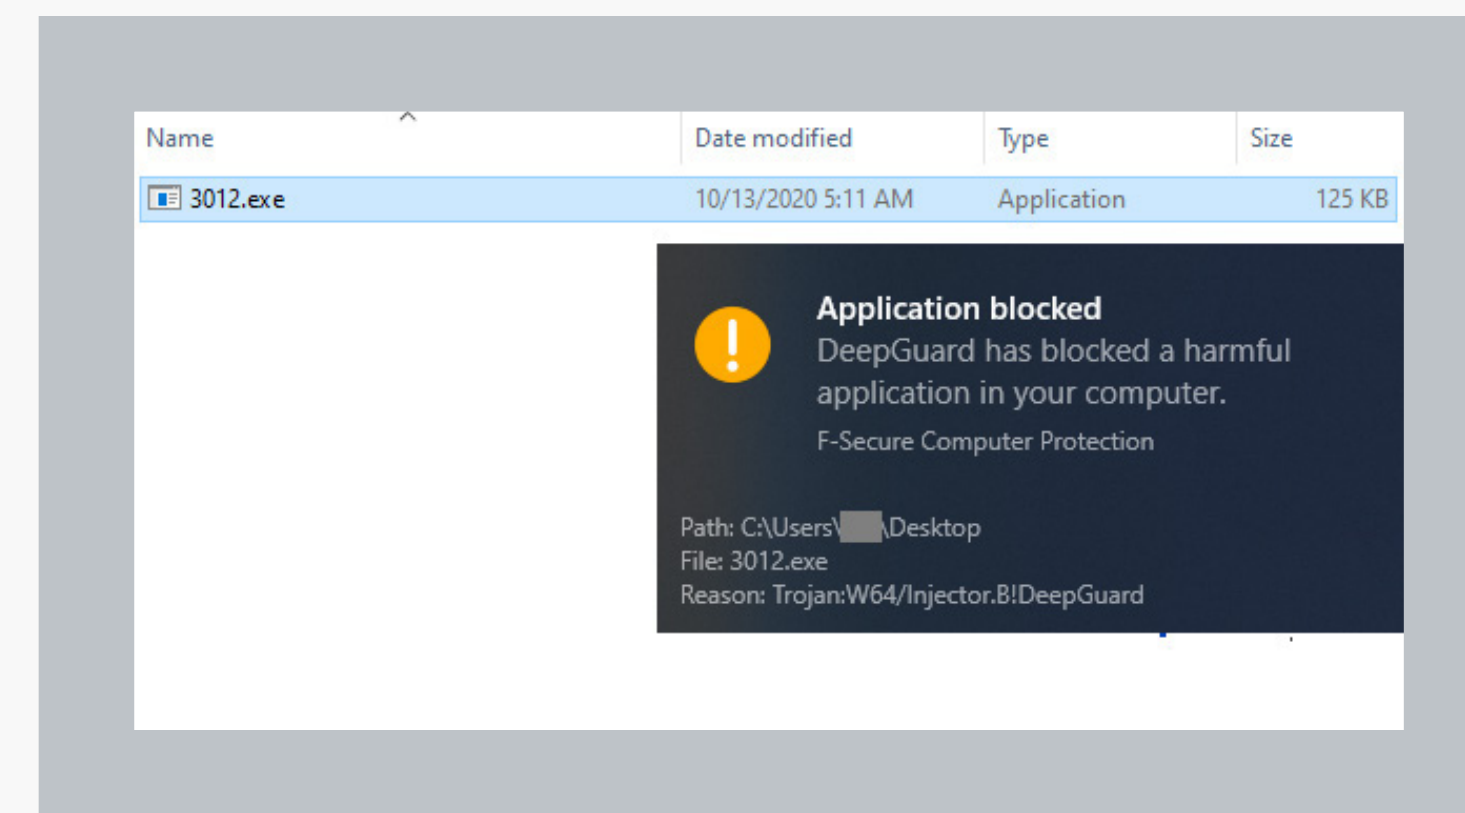 Name Date modified Type Size
3012.exe 10/13/2020 5:11 AM Application 125 KB
Application blocked
DeepGuard has blocked a harmful
application in your computer.
F-Secure Computer Protection
Path: C:\Users\ \Desktop
File: 3012.exe
Reason: Trojan:W64/Injector.B!DeepGuard